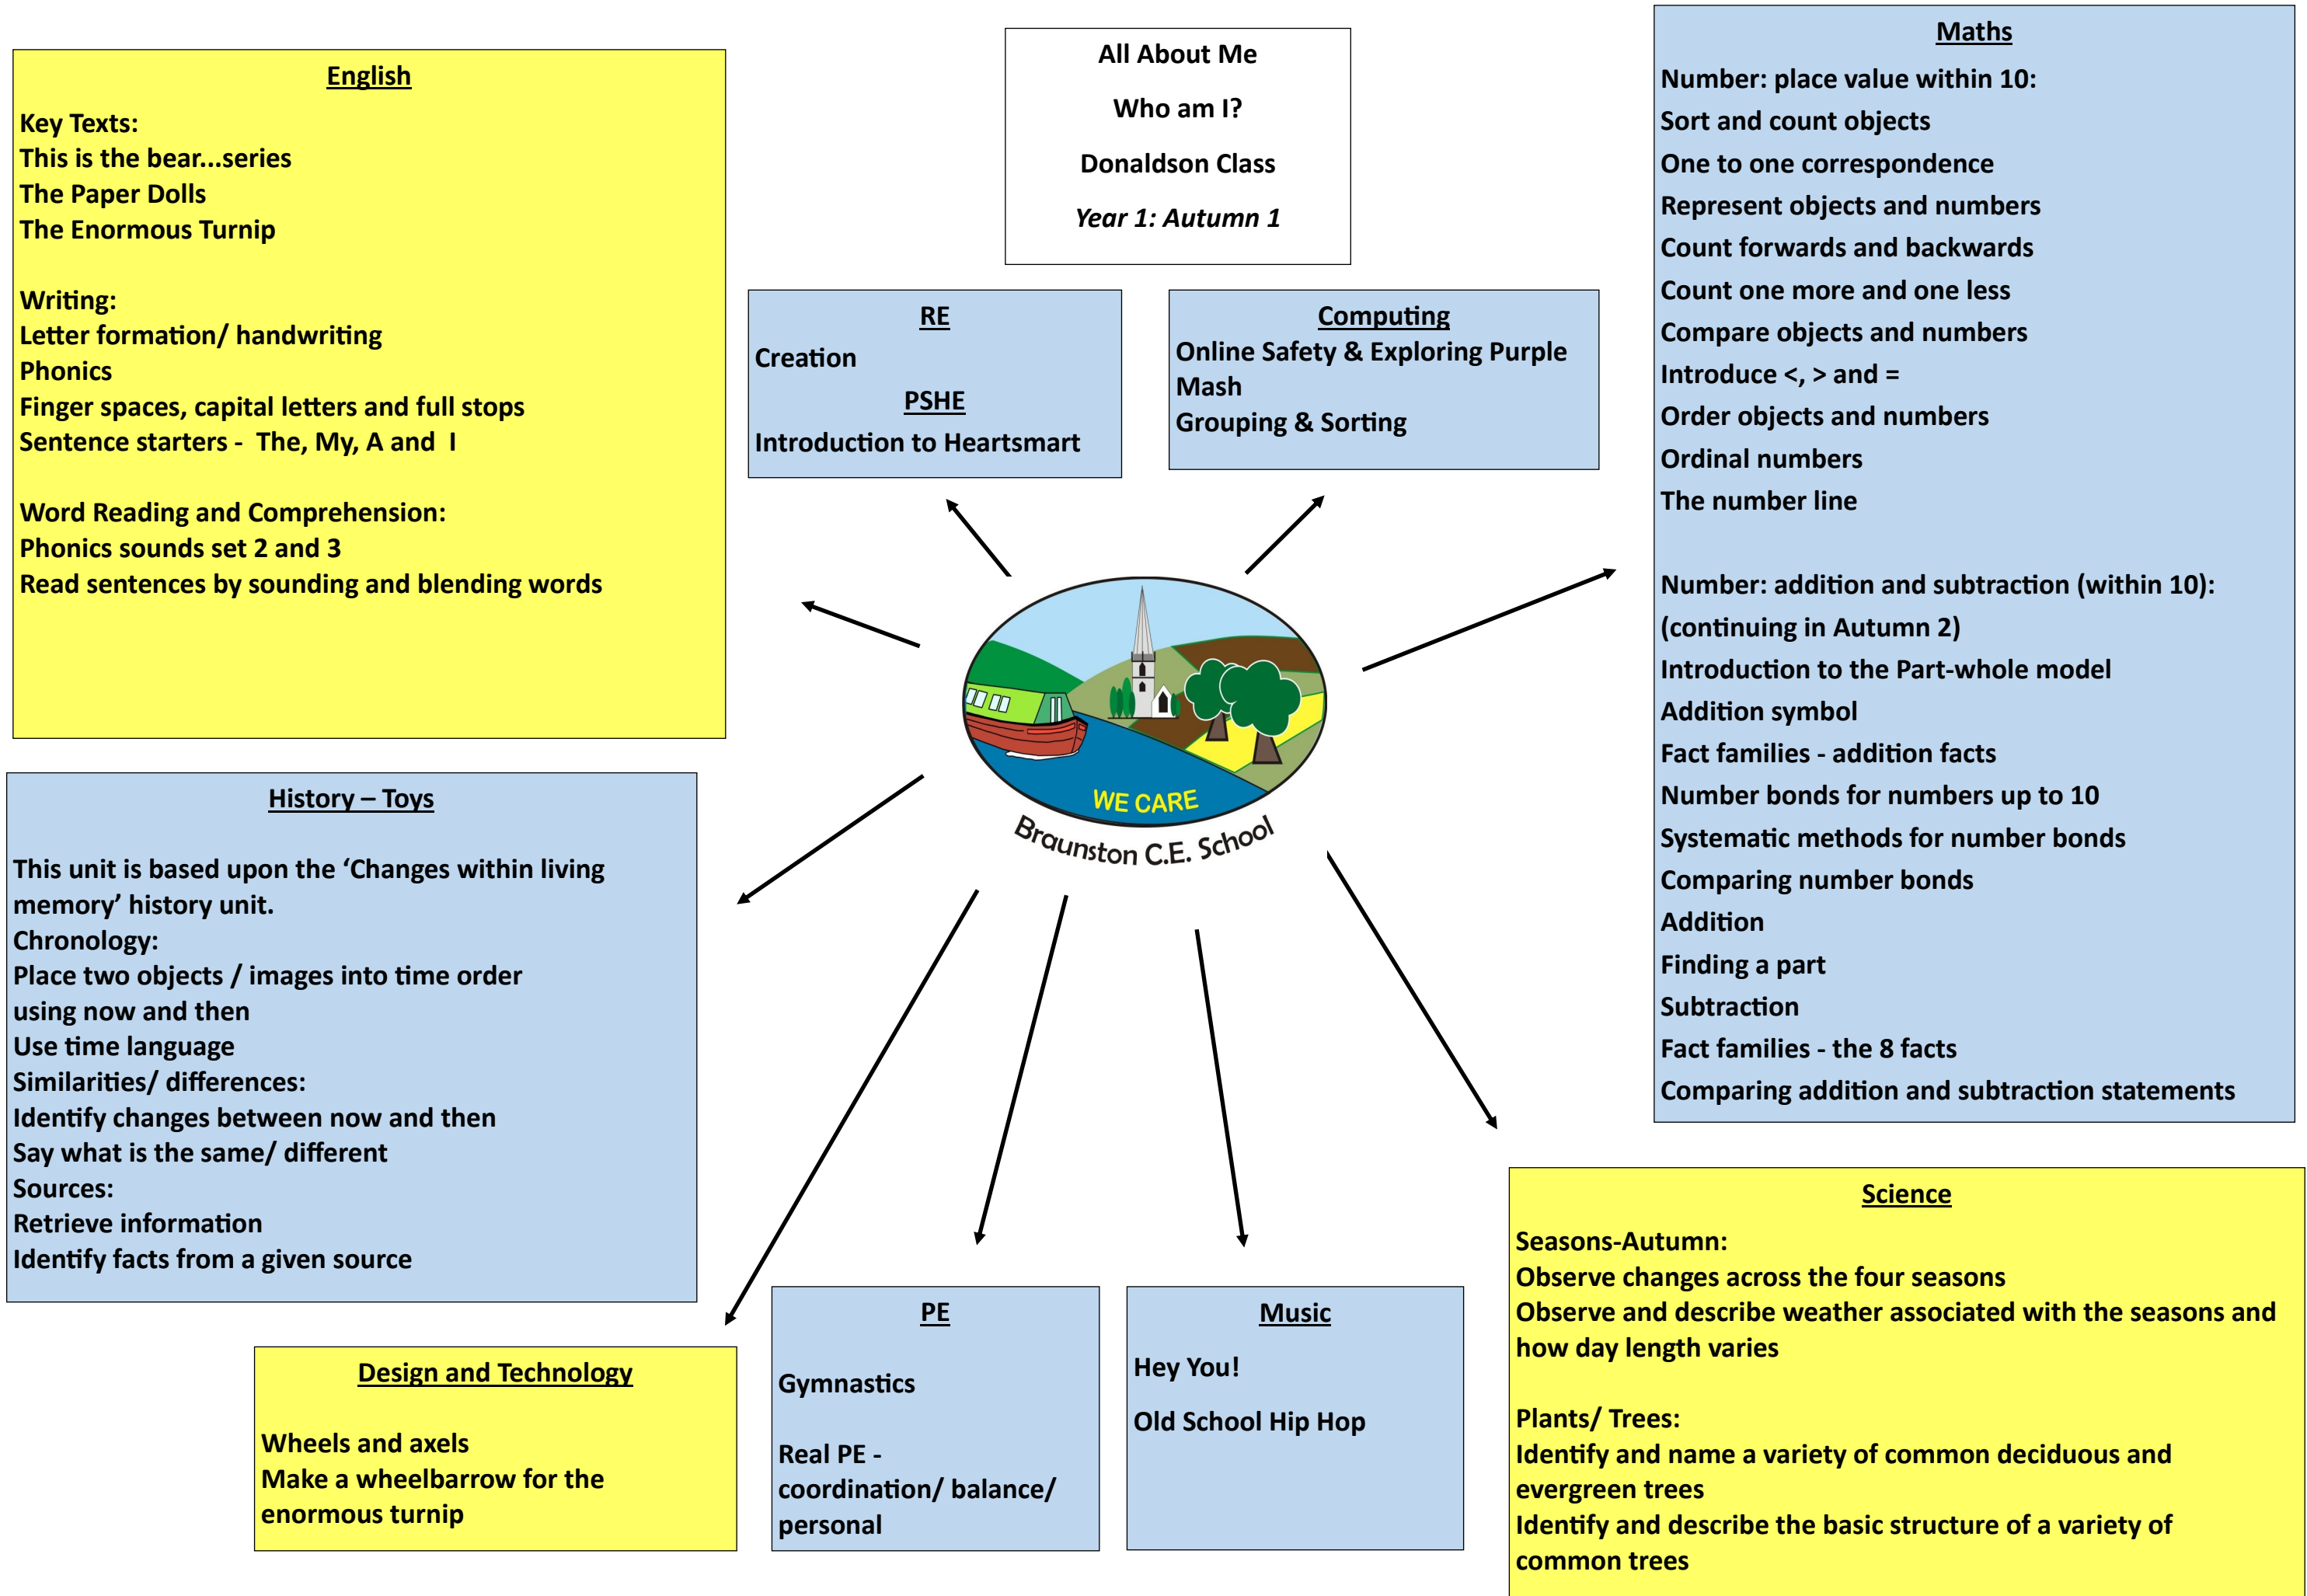 All About Me
Who am I?
Donaldson Class
Year 1: Autumn 1
English
Key Texts:
This is the bear...series
The Paper Dolls
The Enormous Turnip
Writing:
Letter formation/ handwriting
Phonics
Finger spaces, capital letters and full stops
Sentence starters - The, My, A and I
Word Reading and Comprehension:
Phonics sounds set 2 and 3
Read sentences by sounding and blending words
RE
Creation
PSHE
Introduction to Heartsmart
Computing
Online Safety & Exploring Purple
Mash
Grouping & Sorting
Maths
Number: place value within 10:
Sort and count objects
One to one correspondence
Represent objects and numbers
Count forwards and backwards
Count one more and one less
Compare objects and numbers
Introduce <, > and =
Order objects and numbers
Ordinal numbers
The number line
Number: addition and subtraction (within 10):
(continuing in Autumn 2)
Introduction to the Part-whole model
Addition symbol
Fact families - addition facts
Number bonds for numbers up to 10
Systematic methods for number bonds
Comparing number bonds
Addition
Finding a part
Subtraction
Fact families - the 8 facts
Comparing addition and subtraction statements
WE CARE
Braunston C.E. School
History – Toys
This unit is based upon the ‘Changes within living
memory’ history unit.
Chronology:
Place two objects / images into time order
using now and then
Use time language
Similarities/ differences:
Identify changes between now and then
Say what is the same/ different
Sources:
Retrieve information
Identify facts from a given source
Design and Technology
Wheels and axels
Make a wheelbarrow for the
enormous turnip
PE
Gymnastics
Real PE -
coordination/ balance/
personal
Music
Hey You!
Old School Hip Hop
Science
Seasons-Autumn:
Observe changes across the four seasons
Observe and describe weather associated with the seasons and
how day length varies
Plants/ Trees:
Identify and name a variety of common deciduous and
evergreen trees
Identify and describe the basic structure of a variety of
common trees